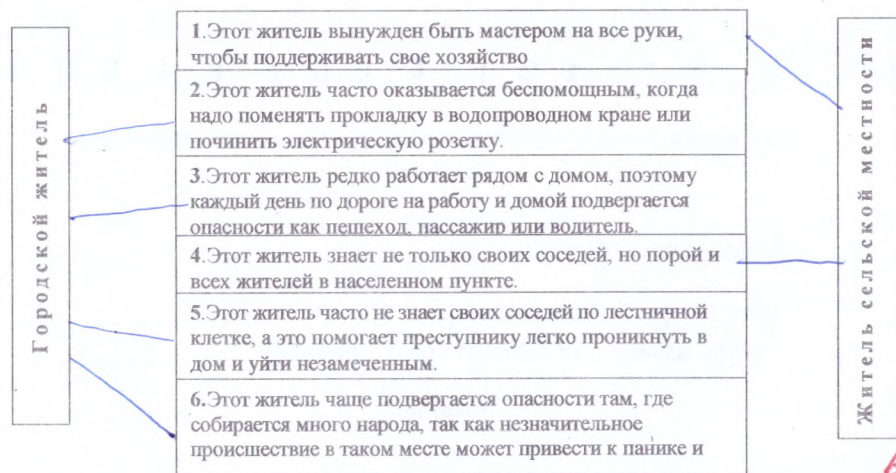 Городской житель
1.Этот житель вынужден быть мастером на все руки,
чтобы поддерживать свое хозяйство
2.Этот житель часто оказывается беспомощным, когда
надо поменять прокладку в водопроводном кране или
починить электрическую розетку.
3.Этот житель редко работает рядом с домом, поэтому
каждый день по дороге на работу и домой подвергается
опасности как пешеход, пассажир или водитель.
4.Этот житель знает не только своих соседей, но порой и
всех жителей в населенном пункте.
5.Этот житель часто не знает своих соседей по лестничной
клетке, а это помогает преступнику легко проникнуть в
дом и уйти незамеченным.
6.Этот житель чаще подвергается опасности там, где
собирается много народа, так как незначительное
происшествие в таком месте может привести к панике и
Житель сельской местности